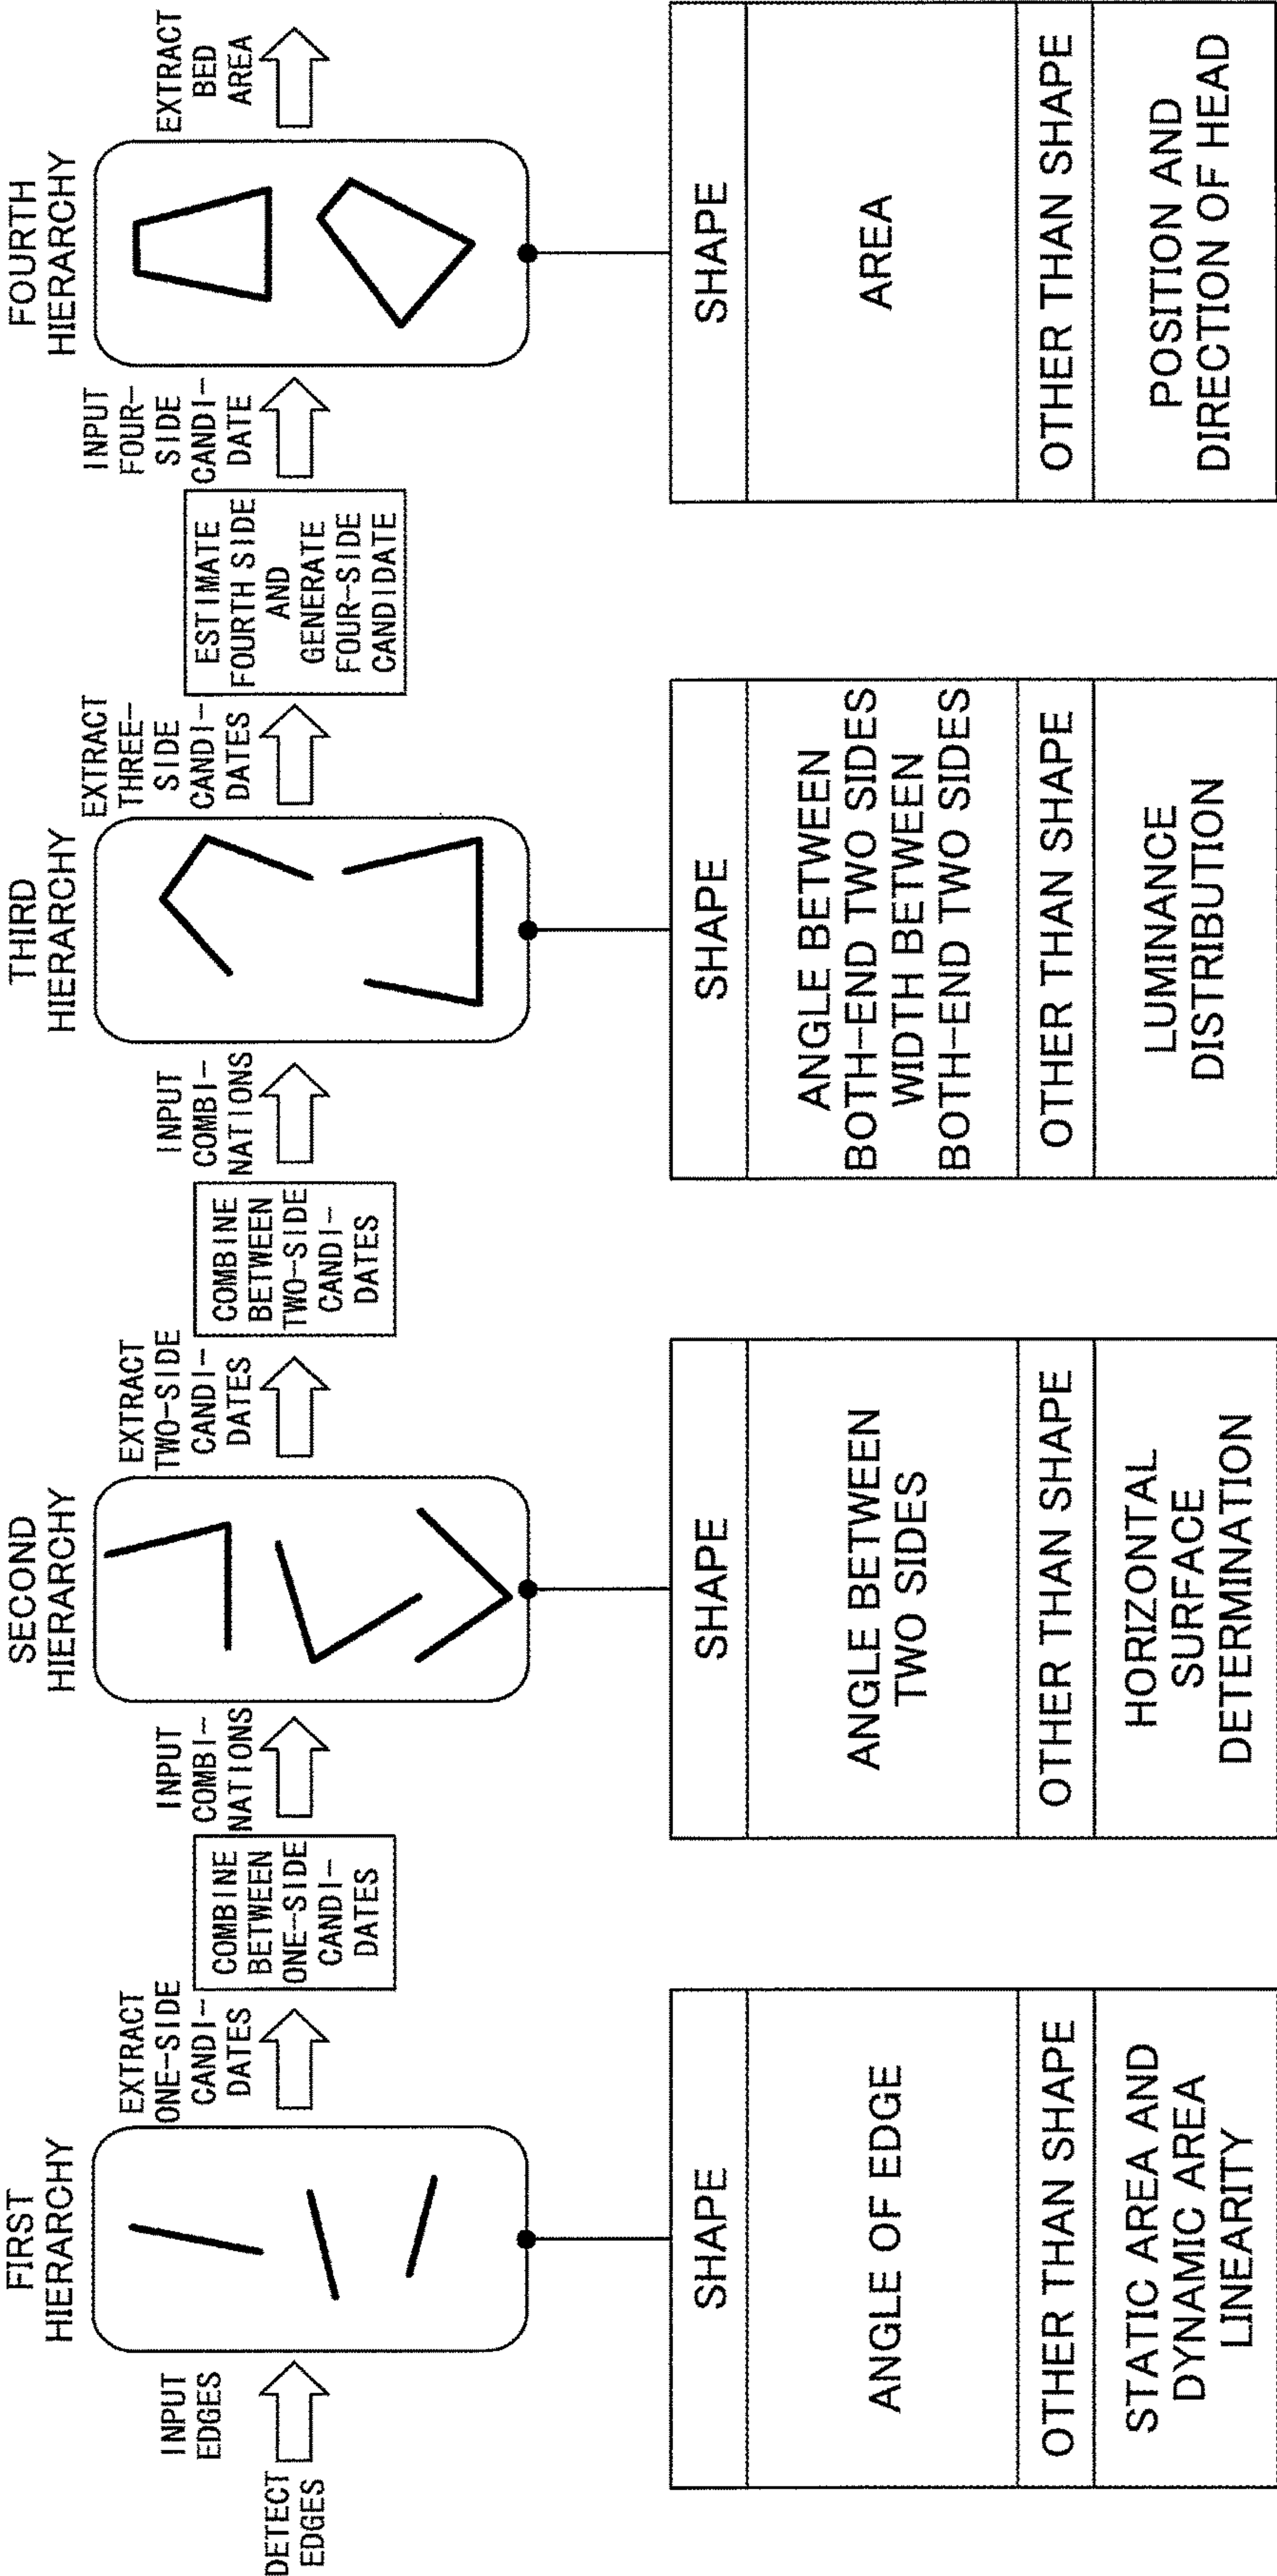 DETECT
EDGES
INPUT
EDGES
FIRST
HIERARCHY
EXTRACT
ONE-SIDE
CANDI-
DATES
COMBINE
BETWEEN
ONE-SIDE
CANDI-
DATES
INPUT
COMBI-
NATIONS
SECOND
HIERARCHY
EXTRACT
TWO-SIDE
CANDI-
DATES
COMBINE
BETWEEN
TWO-SIDE
CANDI-
DATES
INPUT
COMBI-
NATIONS
THIRD
HIERARCHY
EXTRACT
THREE-
SIDE
CANDI-
DATES
ESTIMATE
FOURTH SIDE
AND
GENERATE
FOUR-SIDE
CANDIDATE
INPUT
FOUR-
SIDE
CANDI-
DATE
FOURTH
HIERARCHY
EXTRACT
BED
AREA
SHAPE
ANGLE OF EDGE
OTHER THAN SHAPE
STATIC AREA AND
DYNAMIC AREA
LINEARITY
SHAPE
ANGLE BETWEEN
TWO SIDES
OTHER THAN SHAPE
HORIZONTAL
SURFACE
DETERMINATION
SHAPE
ANGLE BETWEEN
BOTH-END TWO SIDES
WIDTH BETWEEN
BOTH-END TWO SIDES
OTHER THAN SHAPE
LUMINANCE
DISTRIBUTION
SHAPE
AREA
OTHER THAN SHAPE
POSITION AND
DIRECTION OF HEAD